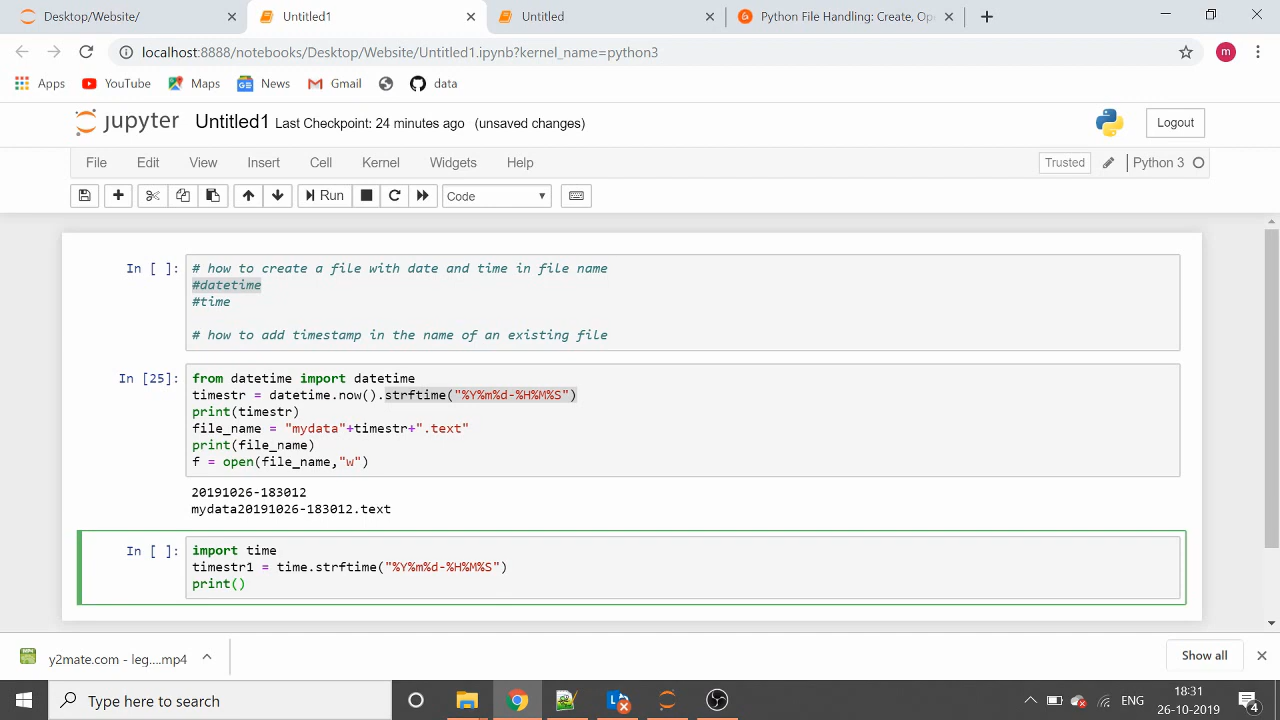 Desktop/Website/
Untitled1
Untitled
Python File Handling: Create, Op
localhost:8888/notebooks/Desktop/Website/Untitled1.ipynb?kernel_name=python3
m
Apps
YouTube
Maps
News
Gmail
data
jupyter
Untitled1 Last Checkpoint: 24 minutes ago (unsaved changes)
Logout
File Edit View Insert Cell Kernel Widgets Help
Trusted
Python 3
Run
Code
In [ ]:
# how to create a file with date and time in file name
#datetime
#time
# how to add timestamp in the name of an existing file
In [25]:
from datetime import datetime
timestr = datetime.now().strftime("%Y%m%d-%H%M%S")
print(timestr)
file_name = "mydata"+timestr+".text"
print(file_name)
f = open(file_name,"w")
20191026-183012
mydata20191026-183012.text
In [ ]:
import time
timestr1 = time.strftime("%Y%m%d-%H%M%S")
print()
y2mate.com - leg....mp4
Show all
Type here to search
ENG
18:31
26-10-2019
4